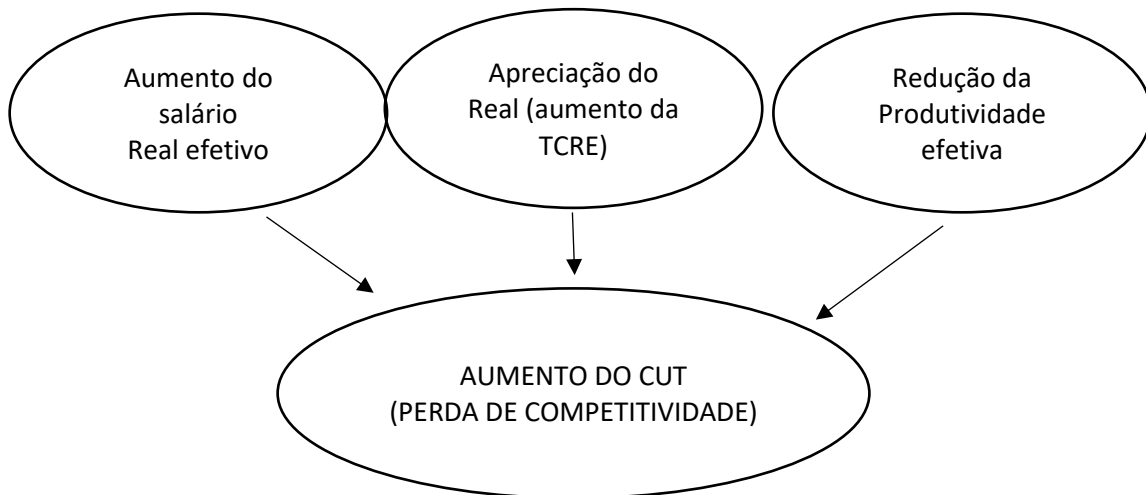 Aumento do
salário
Real efetivo
Apreciação do
Real (aumento da
TCRE)
Redução da
Produtividade
efetiva
AUMENTO DO CUT
(PERDA DE COMPETITIVIDADE)